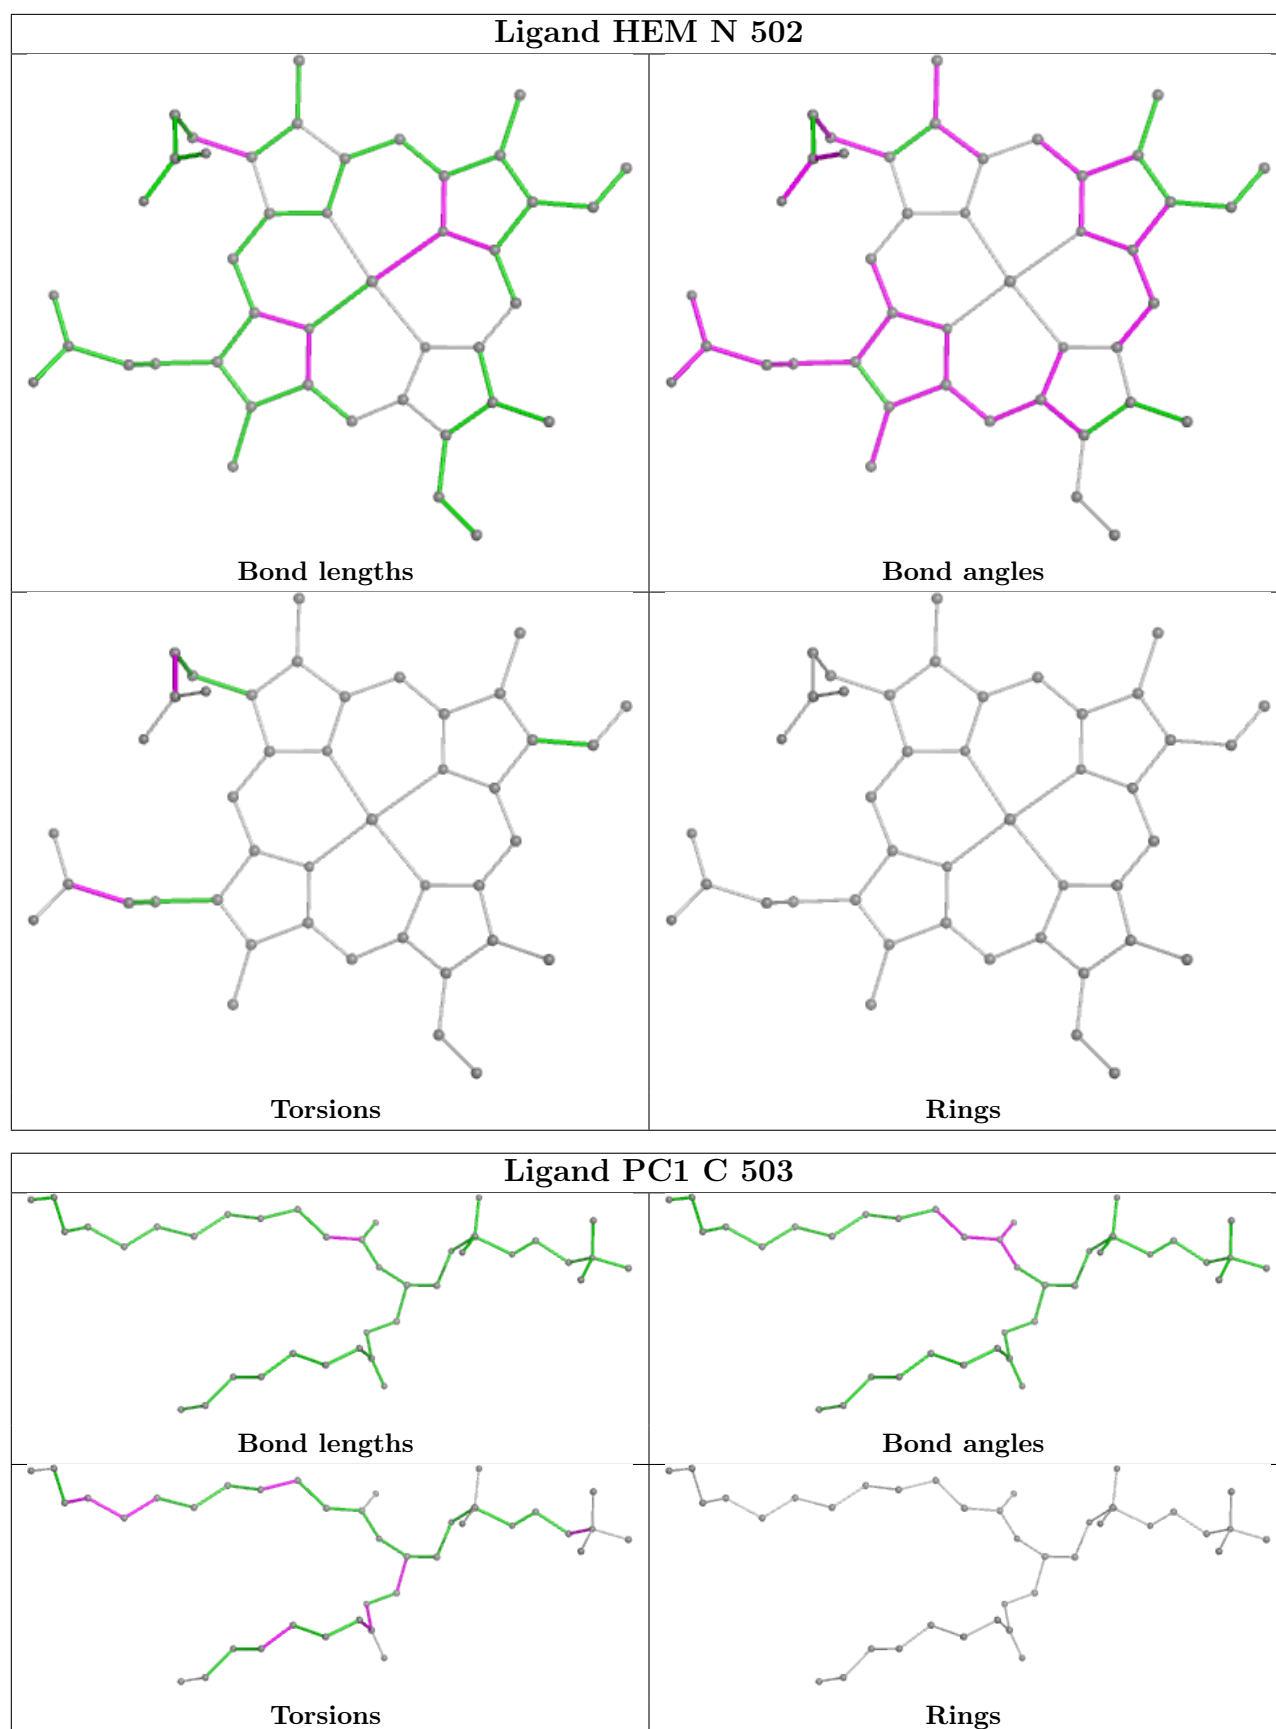 Ligand HEM N 502
Bond lengths
Bond angles
Torsions
Rings
Ligand PC1 C 503
Bond lengths
Bond angles
Torsions
Rings